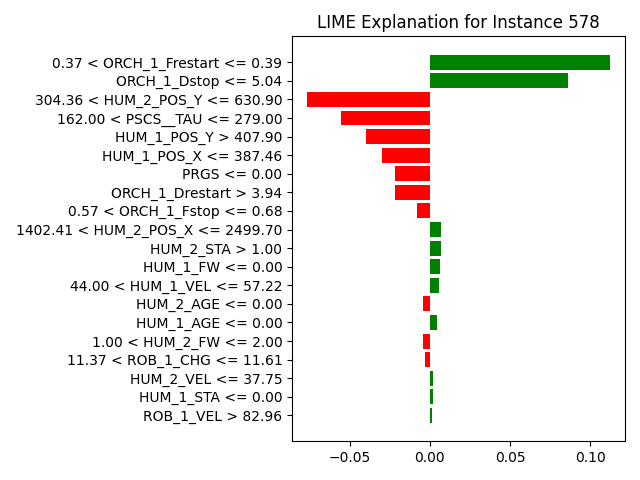 LIME Explanation for Instance 578
0.37 < ORCH_1_Frestart <= 0.39
ORCH_1_Dstop <= 5.04
304.36 < HUM_2_POS_Y <= 630.90
162.00 < PSCS__TAU <= 279.00
HUM_1_POS_Y > 407.90
HUM_1_POS_X <= 387.46
PRGS <= 0.00
ORCH_1_Drestart > 3.94
0.57 < ORCH_1_Fstop <= 0.68
1402.41 < HUM_2_POS_X <= 2499.70
HUM_2_STA > 1.00
HUM_1_FW <= 0.00
44.00 < HUM_1_VEL <= 57.22
HUM_2_AGE <= 0.00
HUM_1_AGE <= 0.00
1.00 < HUM_2_FW <= 2.00
11.37 < ROB_1_CHG <= 11.61
HUM_2_VEL <= 37.75
HUM_1_STA <= 0.00
ROB_1_VEL > 82.96
−0.05 0.00 0.05 0.10